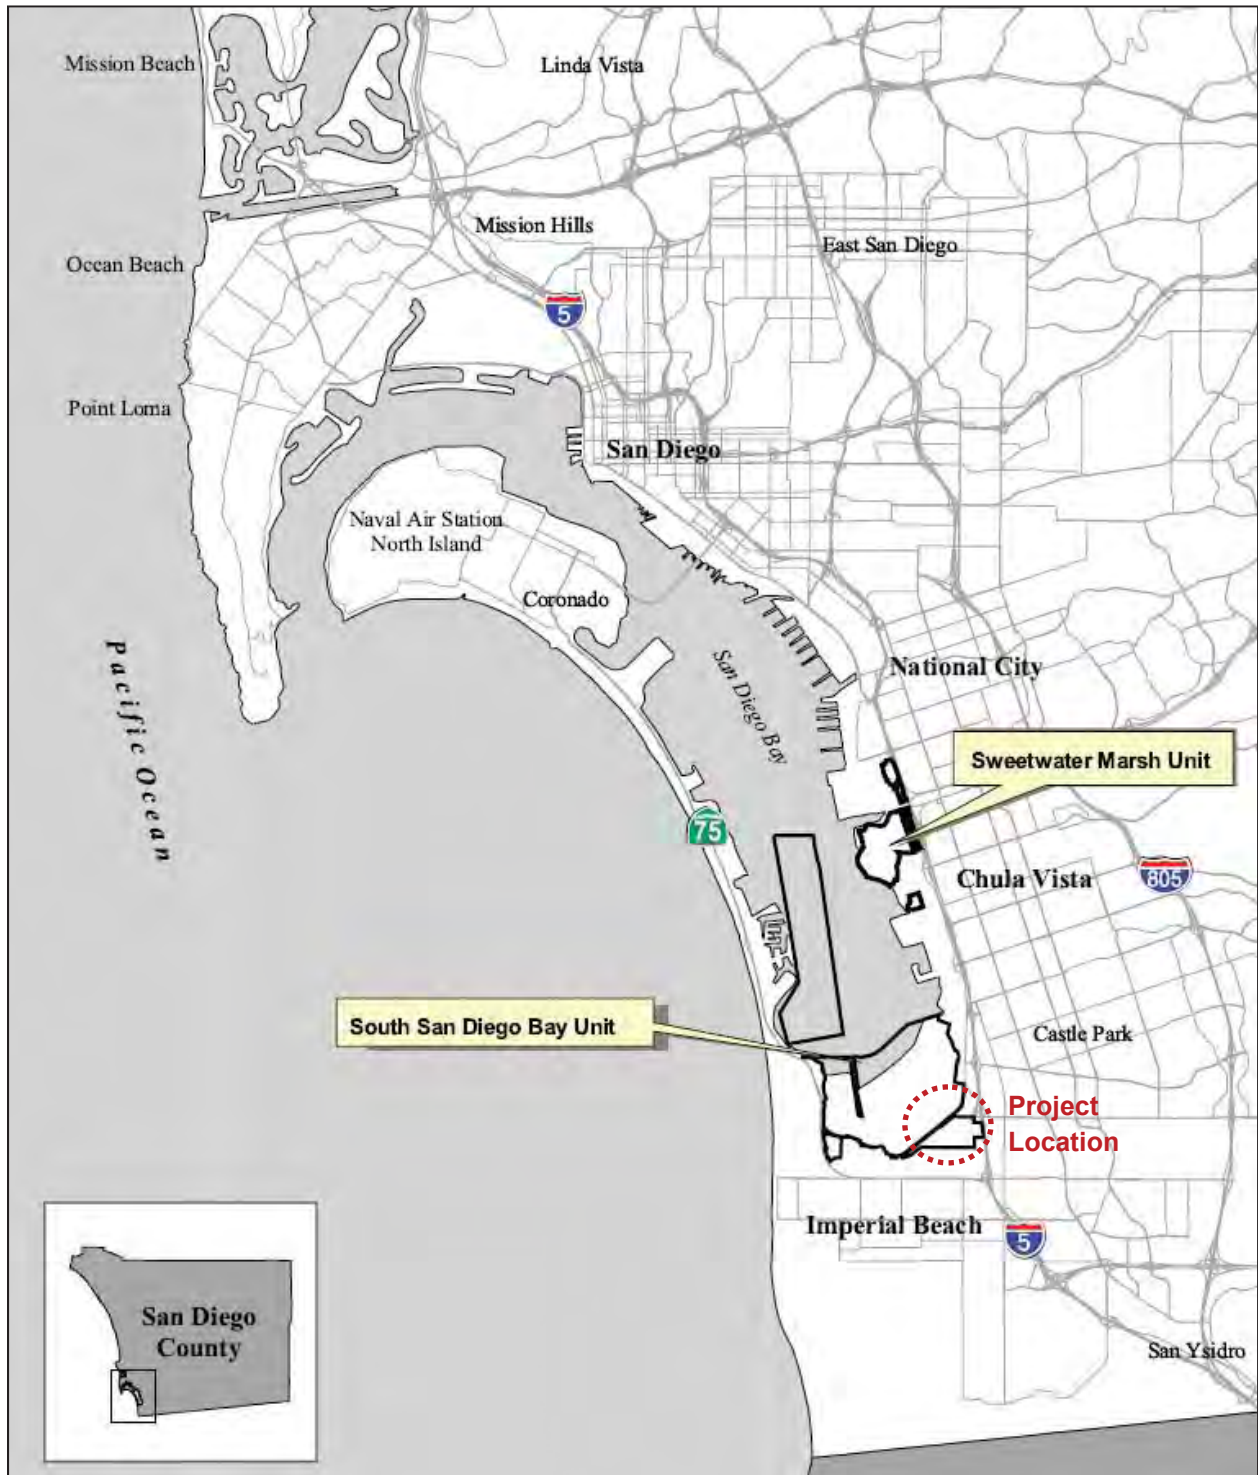 Mission Beach
Linda Vista
Mission Hills
East San Diego
Ocean Beach
5
Point Loma
San Diego
Naval Air Station
North Island
Coronado
Pacific Ocean
San Diego Bay
National City
Sweetwater Marsh Unit
75
Chula Vista
805
South San Diego Bay Unit
Castle Park
Project
Location
Imperial Beach
5
San Diego
County
San Ysidro